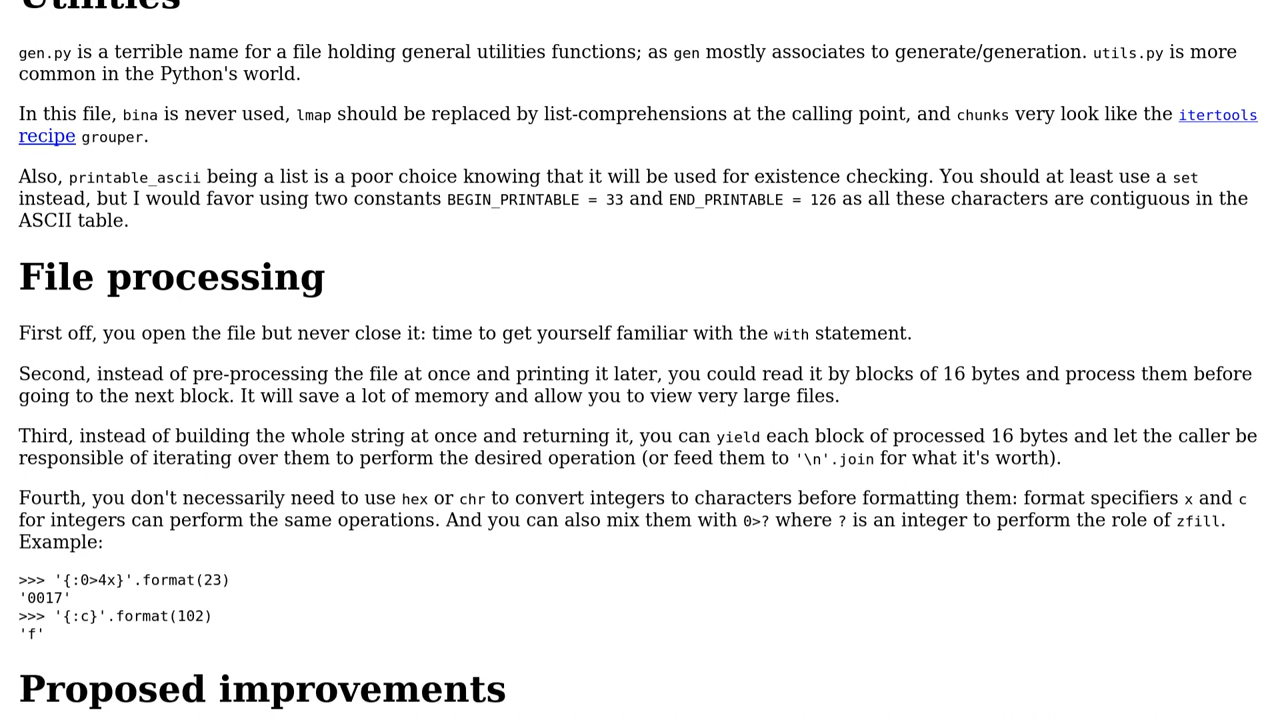 Utilities
gen.py is a terrible name for a file holding general utilities functions; as gen mostly associates to generate/generation. utils.py is more
common in the Python's world.
In this file, bina is never used, lmap should be replaced by list-comprehensions at the calling point, and chunks very look like the itertools
recipe grouper.
Also, printable_ascii being a list is a poor choice knowing that it will be used for existence checking. You should at least use a set
instead, but I would favor using two constants BEGIN_PRINTABLE = 33 and END_PRINTABLE = 126 as all these characters are contiguous in the
ASCII table.
File processing
First off, you open the file but never close it: time to get yourself familiar with the with statement.
Second, instead of pre-processing the file at once and printing it later, you could read it by blocks of 16 bytes and process them before
going to the next block. It will save a lot of memory and allow you to view very large files.
Third, instead of building the whole string at once and returning it, you can yield each block of processed 16 bytes and let the caller be
responsible of iterating over them to perform the desired operation (or feed them to '\n'.join for what it's worth).
Fourth, you don't necessarily need to use hex or chr to convert integers to characters before formatting them: format specifiers x and c
for integers can perform the same operations. And you can also mix them with 0>? where ? is an integer to perform the role of zfill.
Example:
>>> '{:0>4x}'.format(23)
'0017'
>>> '{:c}'.format(102)
'f'
Proposed improvements